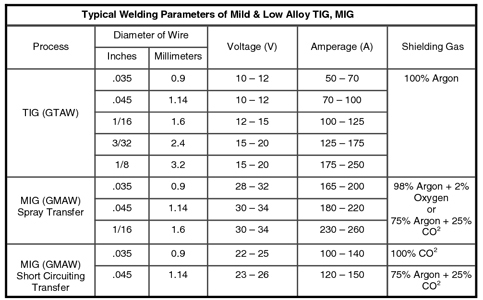 Typical Welding Parameters of Mild & Low Alloy TIG, MIG
Process
Diameter of Wire
Voltage (V)
Amperage (A)
Shielding Gas
Inches
Millimeters
TIG (GTAW)
.035
0.9
10 – 12
50 – 70
100% Argon
.045
1.14
10 – 12
70 – 100
1/16
1.6
12 – 15
100 – 125
3/32
2.4
15 – 20
125 – 175
1/8
3.2
15 – 20
175 – 250
MIG (GMAW)
Spray Transfer
.035
0.9
28 – 32
165 – 200
98% Argon + 2%
Oxygen
or
75% Argon + 25%
CO²
.045
1.14
30 – 34
180 – 220
1/16
1.6
30 – 34
230 – 260
MIG (GMAW)
Short Circuiting
Transfer
.035
0.9
22 – 25
100 – 140
100% CO²
.045
1.14
23 – 26
120 – 150
75% Argon + 25%
CO²